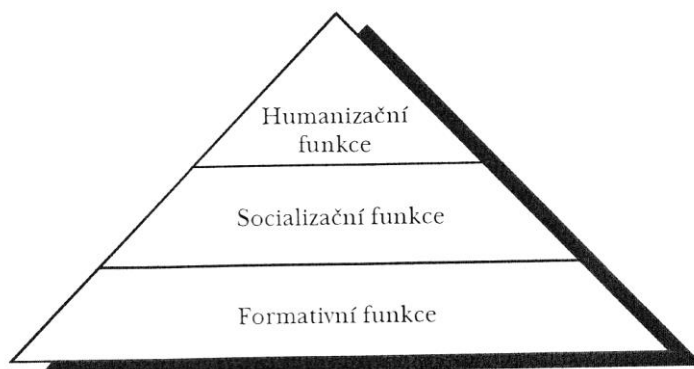 Humanizační
funkce
Socializační funkce
Formativní funkce